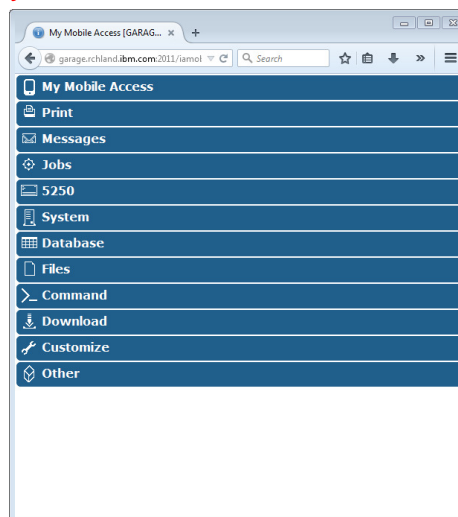 My Mobile Access [GARAG...
garage.rchland.ibm.com:2011/iamol
Search
My Mobile Access
Print
Messages
Jobs
5250
System
Database
Files
Command
Download
Customize
Other